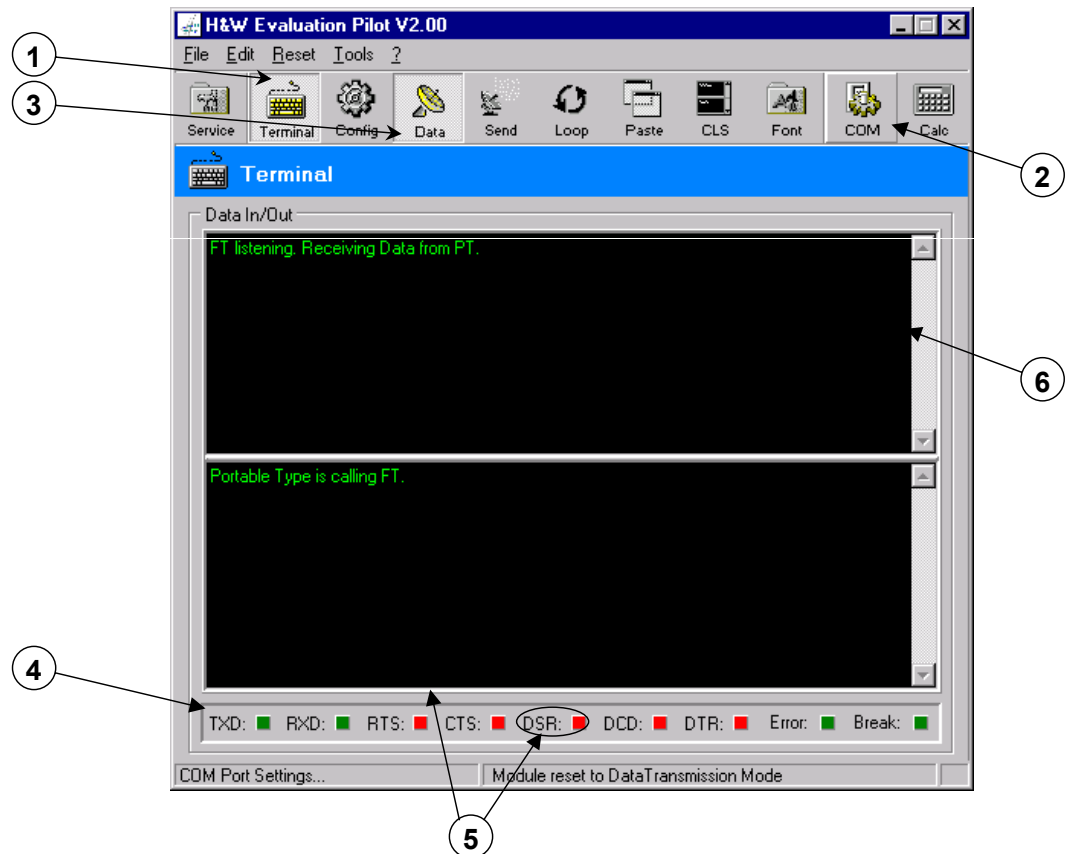 H&W Evaluation Pilot V2.00
File Edit Reset Tools ?
1
3
Service Terminal Config Data Send Loop Paste CLS Font COM Calc
2
Terminal
Data In/Out
FT listening. Receiving Data from PT.
6
Portable Type is calling FT.
4
TXD: RXD: RTS: CTS: DSR: DCD: DTR: Error: Break:
COM Port Settings... Module reset to DataTransmission Mode
5